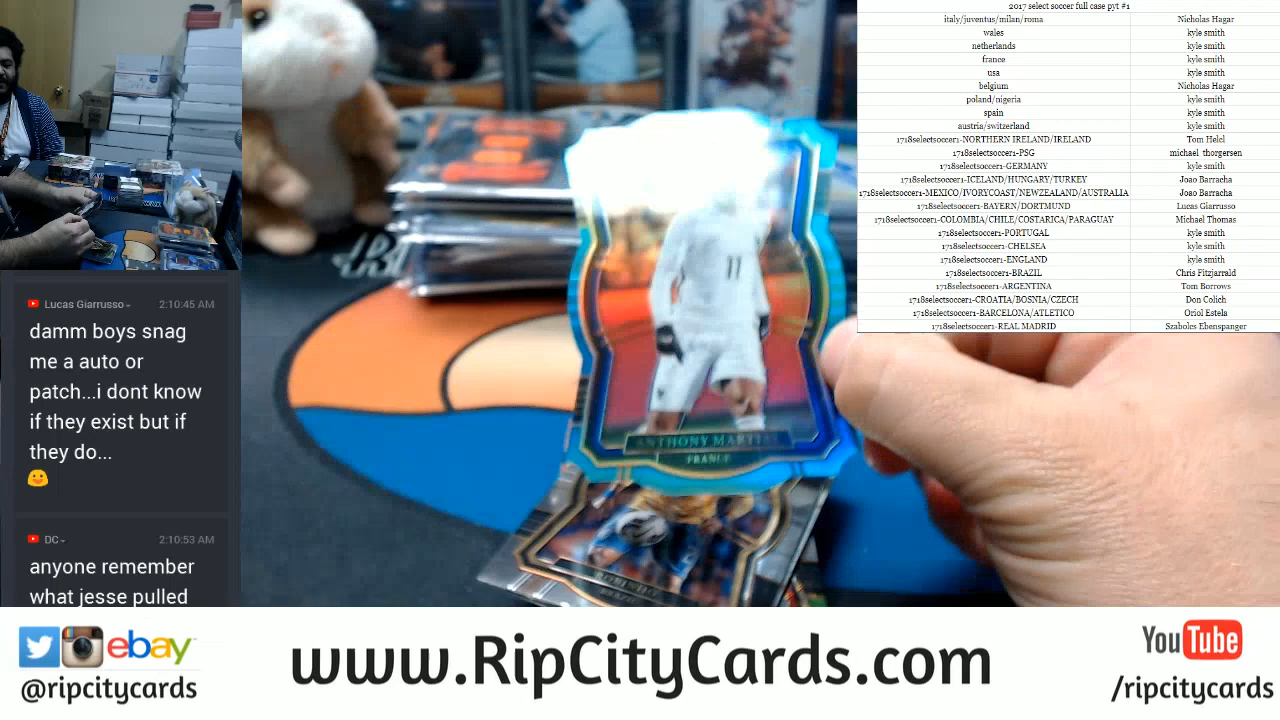 2017 select soccer full case pyt #1
italy/juventus/milan/roma Nicholas Hagar
wales kyle smith
netherlands kyle smith
france kyle smith
usa kyle smith
belgium Nicholas Hagar
poland/nigeria kyle smith
spain kyle smith
austria/switzerland kyle smith
1718selectsoccer1-NORTHERN IRELAND/IRELAND Tom Helcl
1718selectsoccer1-PSG michael thorgersen
1718selectsoccer1-GERMANY kyle smith
1718selectsoccer1-ICELAND/HUNGARY/TURKEY Joao Barracha
1718selectsoccer1-MEXICO/IVORYCOAST/NEWZEALAND/AUSTRALIA Joao Barracha
1718selectsoccer1-BAYERN/DORTMUND Lucas Giarrusso
1718selectsoccer1-COLOMBIA/CHILE/COSTARICA/PARAGUAY Michael Thomas
1718selectsoccer1-PORTUGAL kyle smith
1718selectsoccer1-CHELSEA kyle smith
1718selectsoccer1-ENGLAND kyle smith
1718selectsoccer1-BRAZIL Chris Fitzjarrald
1718selectsoccer1-ARGENTINA Tom Borrows
1718selectsoccer1-CROATIA/BOSNIA/CZECH Don Colich
1718selectsoccer1-BARCELONA/ATLETICO Oriol Estela
1718selectsoccer1-REAL MADRID Szabolcs Ebenspanger
11
ANTHONY MARTIAL
FRANCE
Lucas Giarrusso 2:10:45 AM
damm boys snag
me a auto or
patch...i dont know
if they exist but if
they do...
DC 2:10:53 AM
anyone remember
what jesse pulled
ebay
@ripcitycards
www.RipCityCards.com
YouTube
/ripcitycards